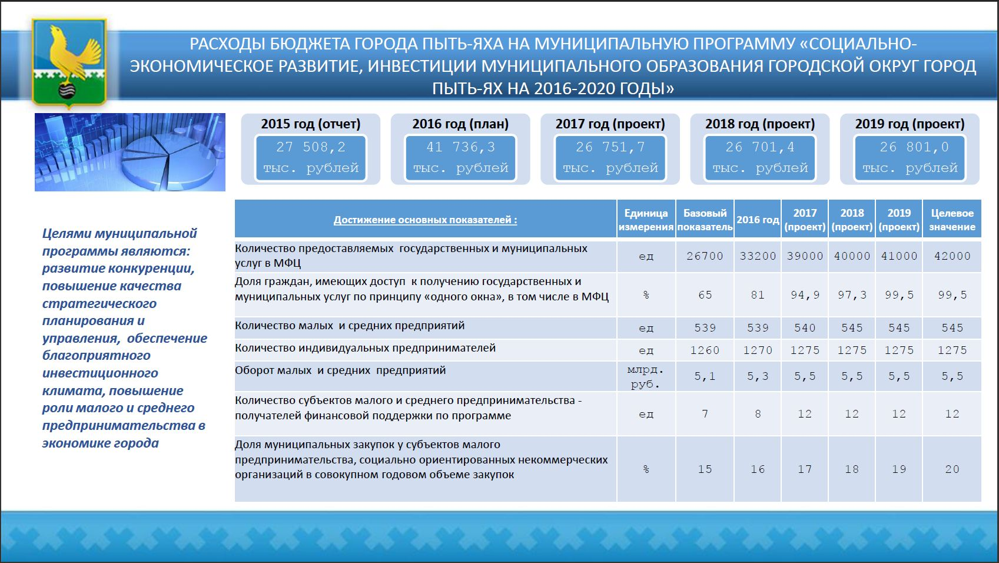 РАСХОДЫ БЮДЖЕТА ГОРОДА ПЫТЬ-ЯХА НА МУНИЦИПАЛЬНУЮ ПРОГРАММУ «СОЦИАЛЬНО-
ЭКОНОМИЧЕСКОЕ РАЗВИТИЕ, ИНВЕСТИЦИИ МУНИЦИПАЛЬНОГО ОБРАЗОВАНИЯ ГОРОДСКОЙ ОКРУГ ГОРОД
ПЫТЬ-ЯХ НА 2016-2020 ГОДЫ»
2015 год (отчет)
27 508,2
тыс. рублей
2016 год (план)
41 736,3
тыс. рублей
2017 год (проект)
26 751,7
тыс. рублей
2018 год (проект)
26 701,4
тыс. рублей
2019 год (проект)
26 801,0
тыс. рублей
Целями муниципальной
программы являются:
развитие конкуренции,
повышение качества
стратегического
планирования и
управления, обеспечение
благоприятного
инвестиционного
климата, повышение
роли малого и среднего
предпринимательства в
экономике города
Достижение основных показателей :
Единица
измерения
Базовый
показатель
2016 год
2017
(проект)
2018
(проект)
2019
(проект)
Целевое
значение
Количество предоставляемых государственных и муниципальных
услуг в МФЦ
ед 26700 33200 39000 40000 41000 42000
Доля граждан, имеющих доступ к получению государственных и
муниципальных услуг по принципу «одного окна», в том числе в МФЦ
% 65 81 94,9 97,3 99,5 99,5
Количество малых и средних предприятий
ед 539 539 540 545 545 545
Количество индивидуальных предпринимателей
ед 1260 1270 1275 1275 1275 1275
Оборот малых и средних предприятий
млрд.
руб.
5,1 5,3 5,5 5,5 5,5 5,5
Количество субъектов малого и среднего предпринимательства -
получателей финансовой поддержки по программе
ед 7 8 12 12 12 12
Доля муниципальных закупок у субъектов малого
предпринимательства, социально ориентированных некоммерческих
организаций в совокупном годовом объеме закупок
% 15 16 17 18 19 20